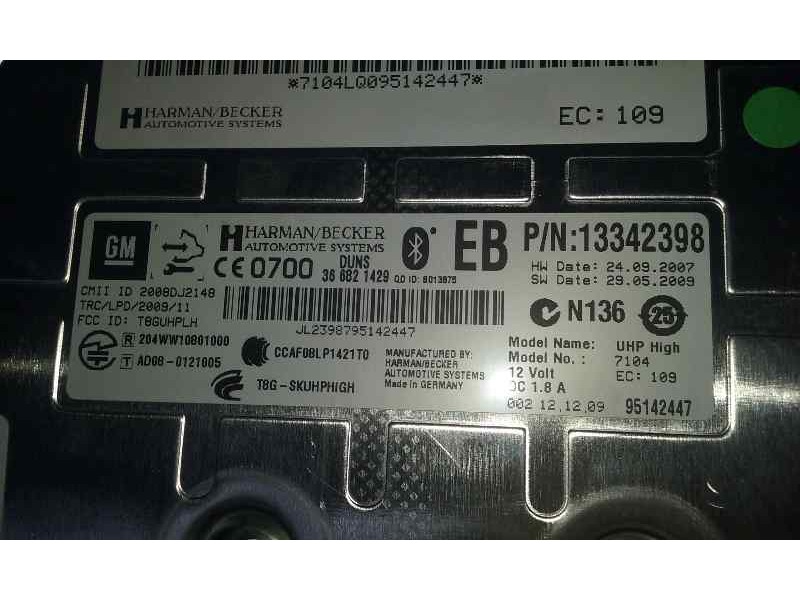 *7104LQ095142447*
HARMAN/BECKER
AUTOMOTIVE SYSTEMS
EC: 109
GM
HARMAN/BECKER
AUTOMOTIVE SYSTEMS
EB P/N:13342398
CE 0700
DUNS
36 682 1429
QD ID: B013875
HW Date: 24.09.2007
SW Date: 29.05.2009
CMII ID 2008DJ2148
TRC/LPD/2009/11
FCC ID: T8GUHPLH
JL2398795142447
N136
25
R 204WW10861000
T AD08-0121005
CCAF08LP1421T0
T8G-SKUHPHIGH
MANUFACTURED BY:
HARMAN/BECKER
AUTOMOTIVE SYSTEMS
Made in GERMANY
Model Name: UHP High
Model No.: 7104
12 Volt EC: 109
DC 1.8 A
002 12.12.09 95142447